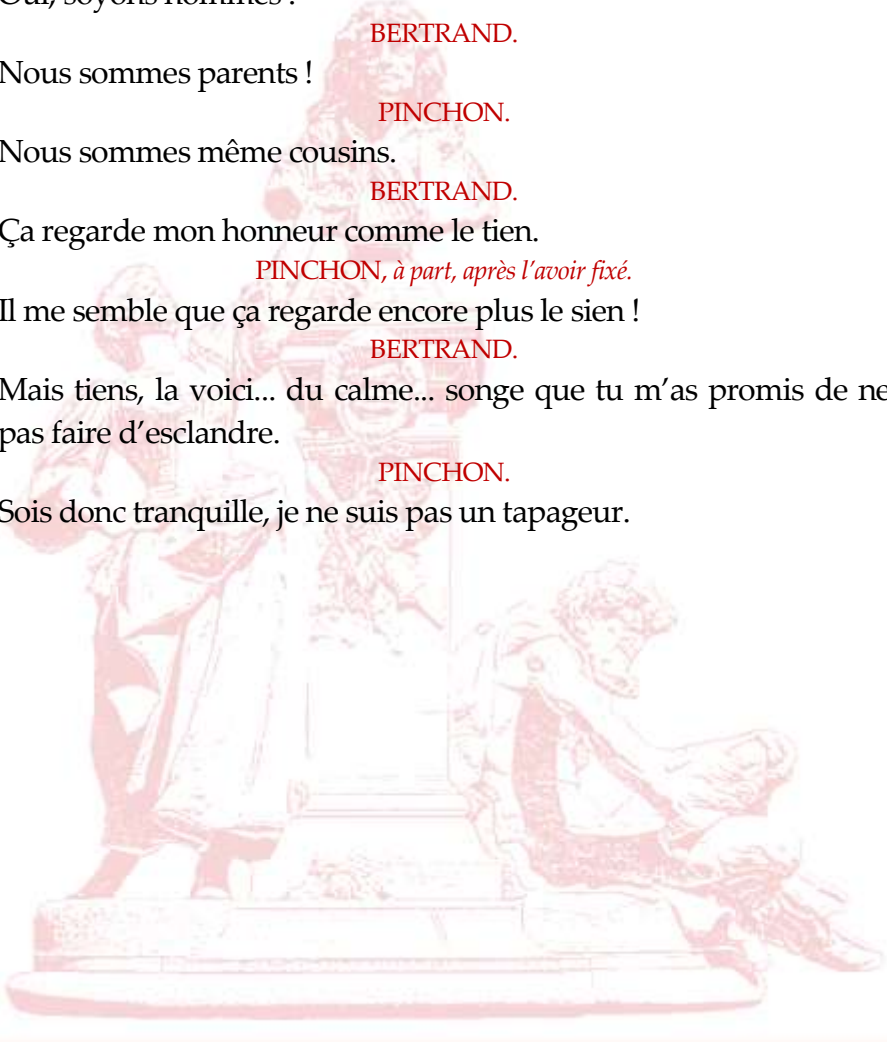 Oui, soyons hommes !
BERTRAND.
Nous sommes parents !
PINCHON.
Nous sommes même cousins.
BERTRAND.
Ça regarde mon honneur comme le tien.
PINCHON, à part, après l’avoir fixé.
Il me semble que ça regarde encore plus le sien !
BERTRAND.
Mais tiens, la voici... du calme... songe que tu m’as promis de ne
pas faire d’esclandre.
PINCHON.
Sois donc tranquille, je ne suis pas un tapageur.